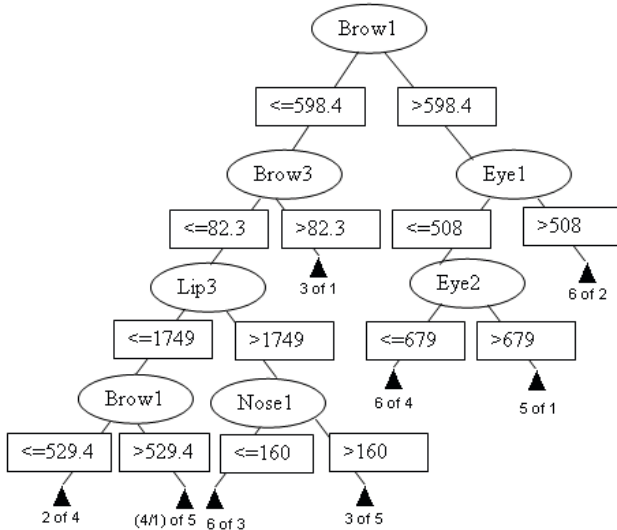 Brow1
<=598.4 >598.4
Brow3 Eye1
<=82.3 >82.3 <=508 >508
3 of 1 6 of 2
Lip3 Eye2
<=1749 >1749 <=679 >679
6 of 4 5 of 1
Brow1 Nose1
<=529.4 >529.4 <=160 >160
2 of 4 (4/1) of 5 6 of 3 3 of 5